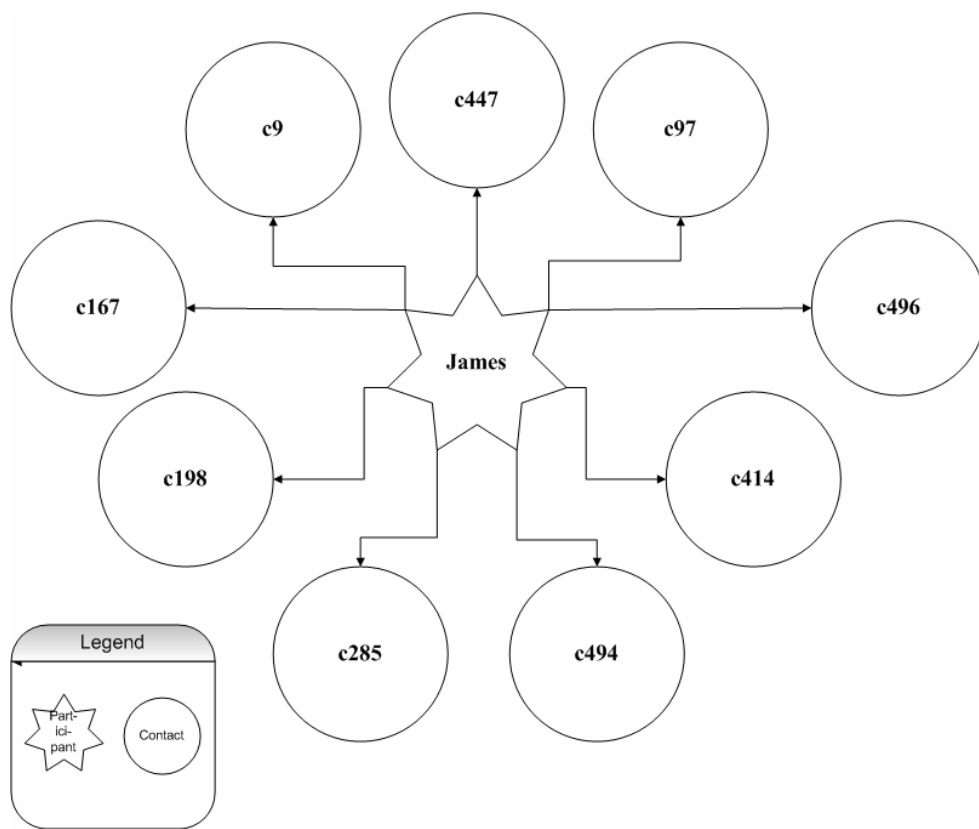 c447
c9
c97
c167
c496
James
c198
c414
c285
c494
Legend
Part-
ici-
pant
Contact